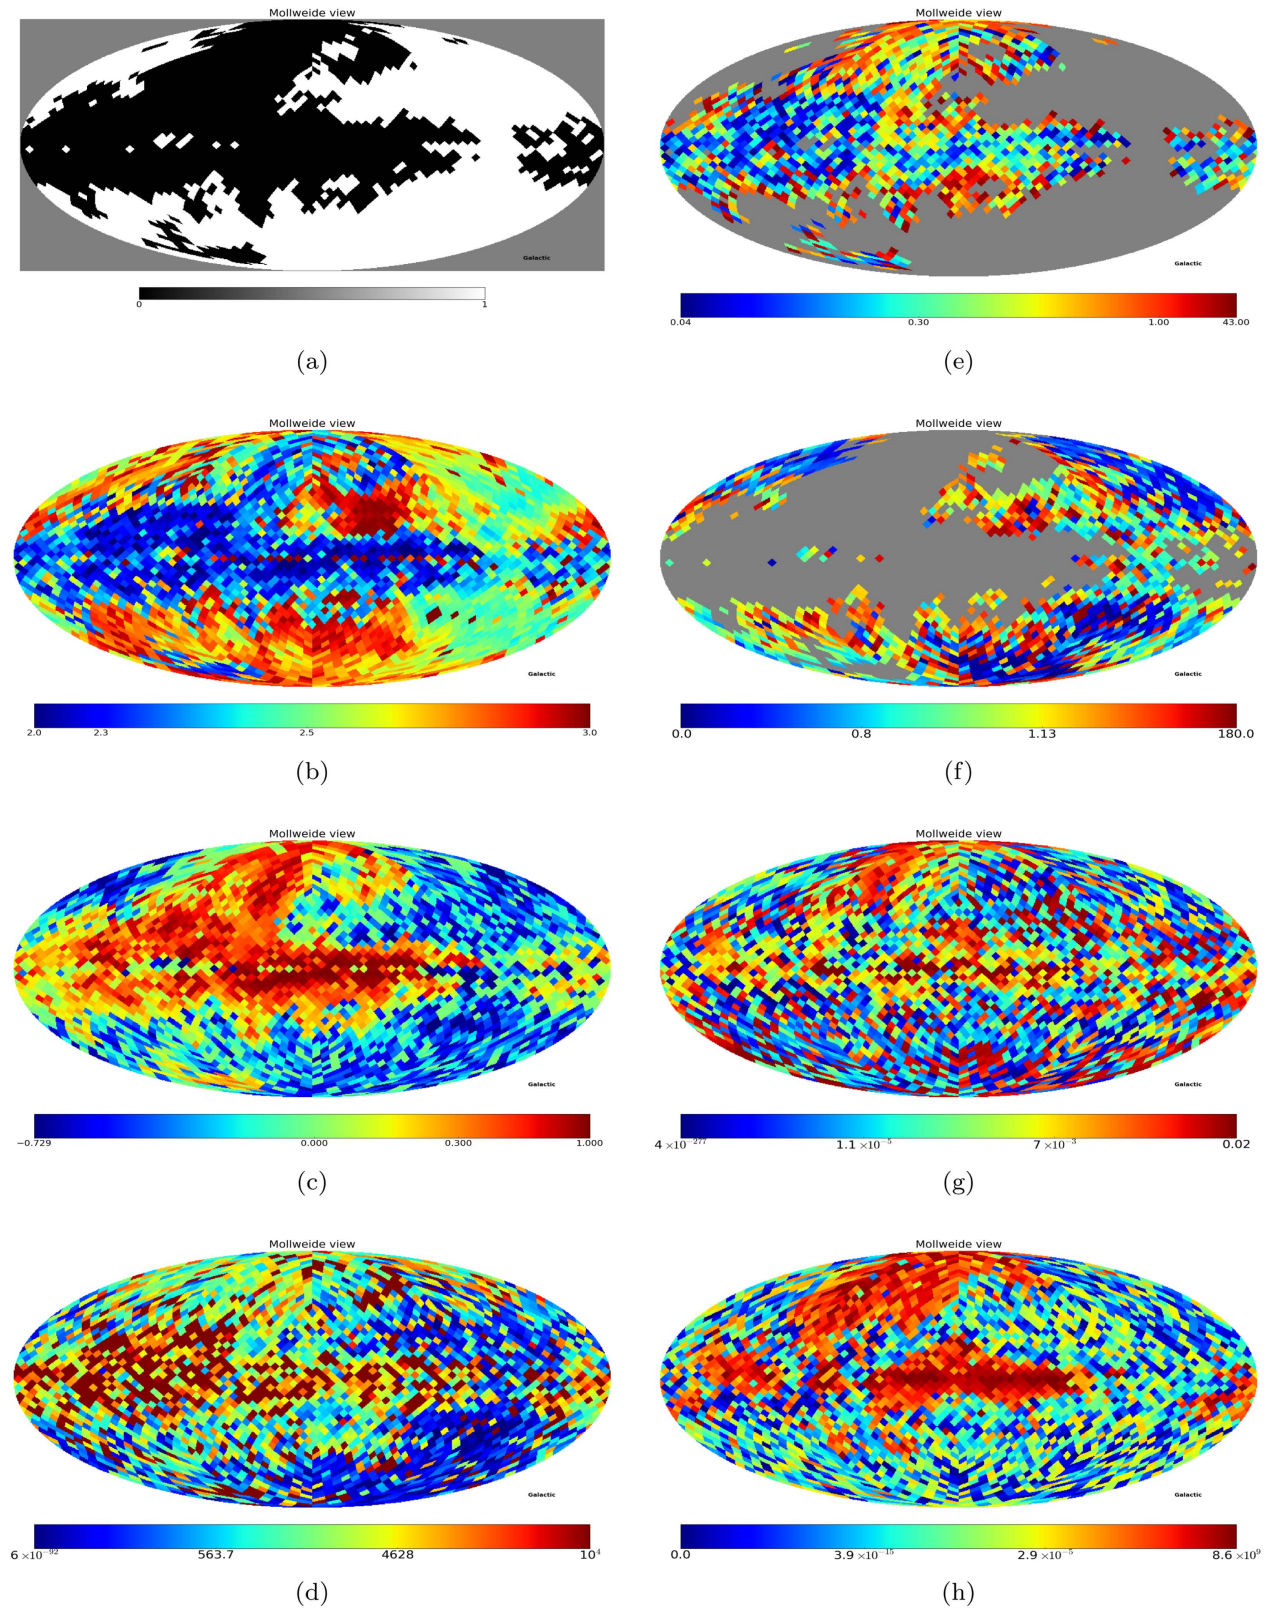 Mollweide view
Galactic
0 1
(a)
Mollweide view
Galactic
0.04 0.30 1.00 43.00
(e)
Mollweide view
Galactic
2.0 2.3 2.5 3.0
(b)
Mollweide view
Galactic
0.0 0.8 1.13 180.0
(f)
Mollweide view
Galactic
−0.729 0.000 0.300 1.000
(c)
Mollweide view
Galactic
4 ×10⁻²⁷⁷ 1.1 ×10⁻⁵ 7 ×10⁻³ 0.02
(g)
Mollweide view
Galactic
6 ×10⁻⁹² 563.7 4628 10⁴
(d)
Mollweide view
Galactic
0.0 3.9 ×10⁻¹⁵ 2.9 ×10⁻⁵ 8.6 ×10⁹
(h)